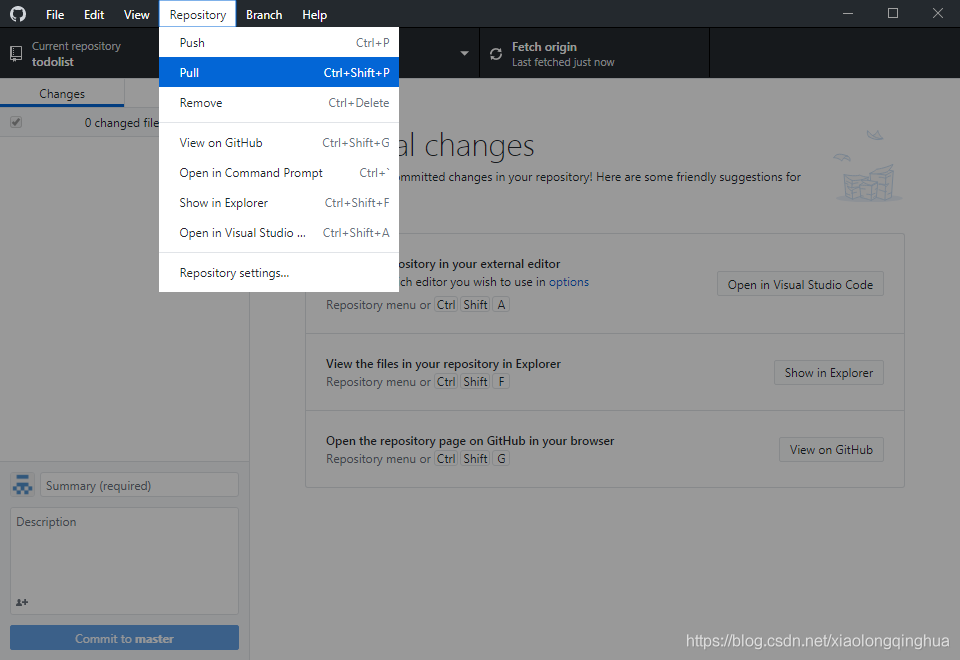 File Edit View Repository Branch Help
Current repository
todolist
Fetch origin
Last fetched just now
Push Ctrl+P
Pull Ctrl+Shift+P
Remove Ctrl+Delete
View on GitHub Ctrl+Shift+G
Open in Command Prompt Ctrl+`
Show in Explorer Ctrl+Shift+F
Open in Visual Studio ... Ctrl+Shift+A
Repository settings...
Changes
0 changed file
al changes
committed changes in your repository! Here are some friendly suggestions for
ository in your external editor
ch editor you wish to use in options
Repository menu or Ctrl Shift A
Open in Visual Studio Code
View the files in your repository in Explorer
Repository menu or Ctrl Shift F
Show in Explorer
Open the repository page on GitHub in your browser
Repository menu or Ctrl Shift G
View on GitHub
Summary (required)
Description
Commit to master
https://blog.csdn.net/xiaolongqinghua